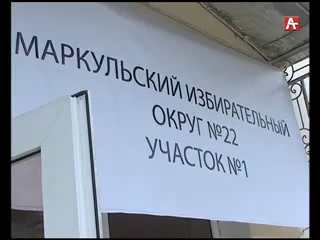 МАРКУЛЬСКИЙ ИЗБИРАТЕЛЬНЫЙ
ОКРУГ №22
УЧАСТОК №1